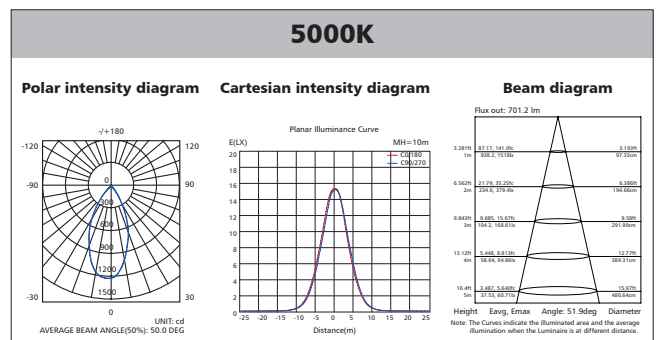 5000K
Polar intensity diagram
Cartesian intensity diagram
Beam diagram
-/+180
-120
120
-90
90
0
300
600
900
1200
1500
-30
30
0
UNIT: cd
AVERAGE BEAM ANGLE(50%): 50.0 DEG
Planar Illuminance Curve
E(LX)
MH=10m
C0/180
C90/270
20
18
16
14
12
10
8
6
4
2
0
-25 -20 -15 -10 -5 0 5 10 15 20 25
Distance(m)
Flux out: 701.2 lm
3.281ft 87.17, 141.0fc 3.193ft
1m 938.2, 1518lx 97.33cm
6.562ft 21.79, 35.25fc 6.386ft
2m 234.6, 379.4lx 194.66cm
9.843ft 9.685, 15.67fc 9.58ft
3m 104.2, 168.61lx 291.99cm
13.12ft 5.448, 8.813fc 12.77ft
4m 58.64, 94.86lx 389.31cm
16.4ft 3.487, 5.640fc 15.97ft
5m 37.53, 60.71lx 486.64cm
Height Eavg, Emax Angle: 51.9deg Diameter
Note: The Curves indicate the illuminated area and the average
illumination when the Luminaire is at different distance.